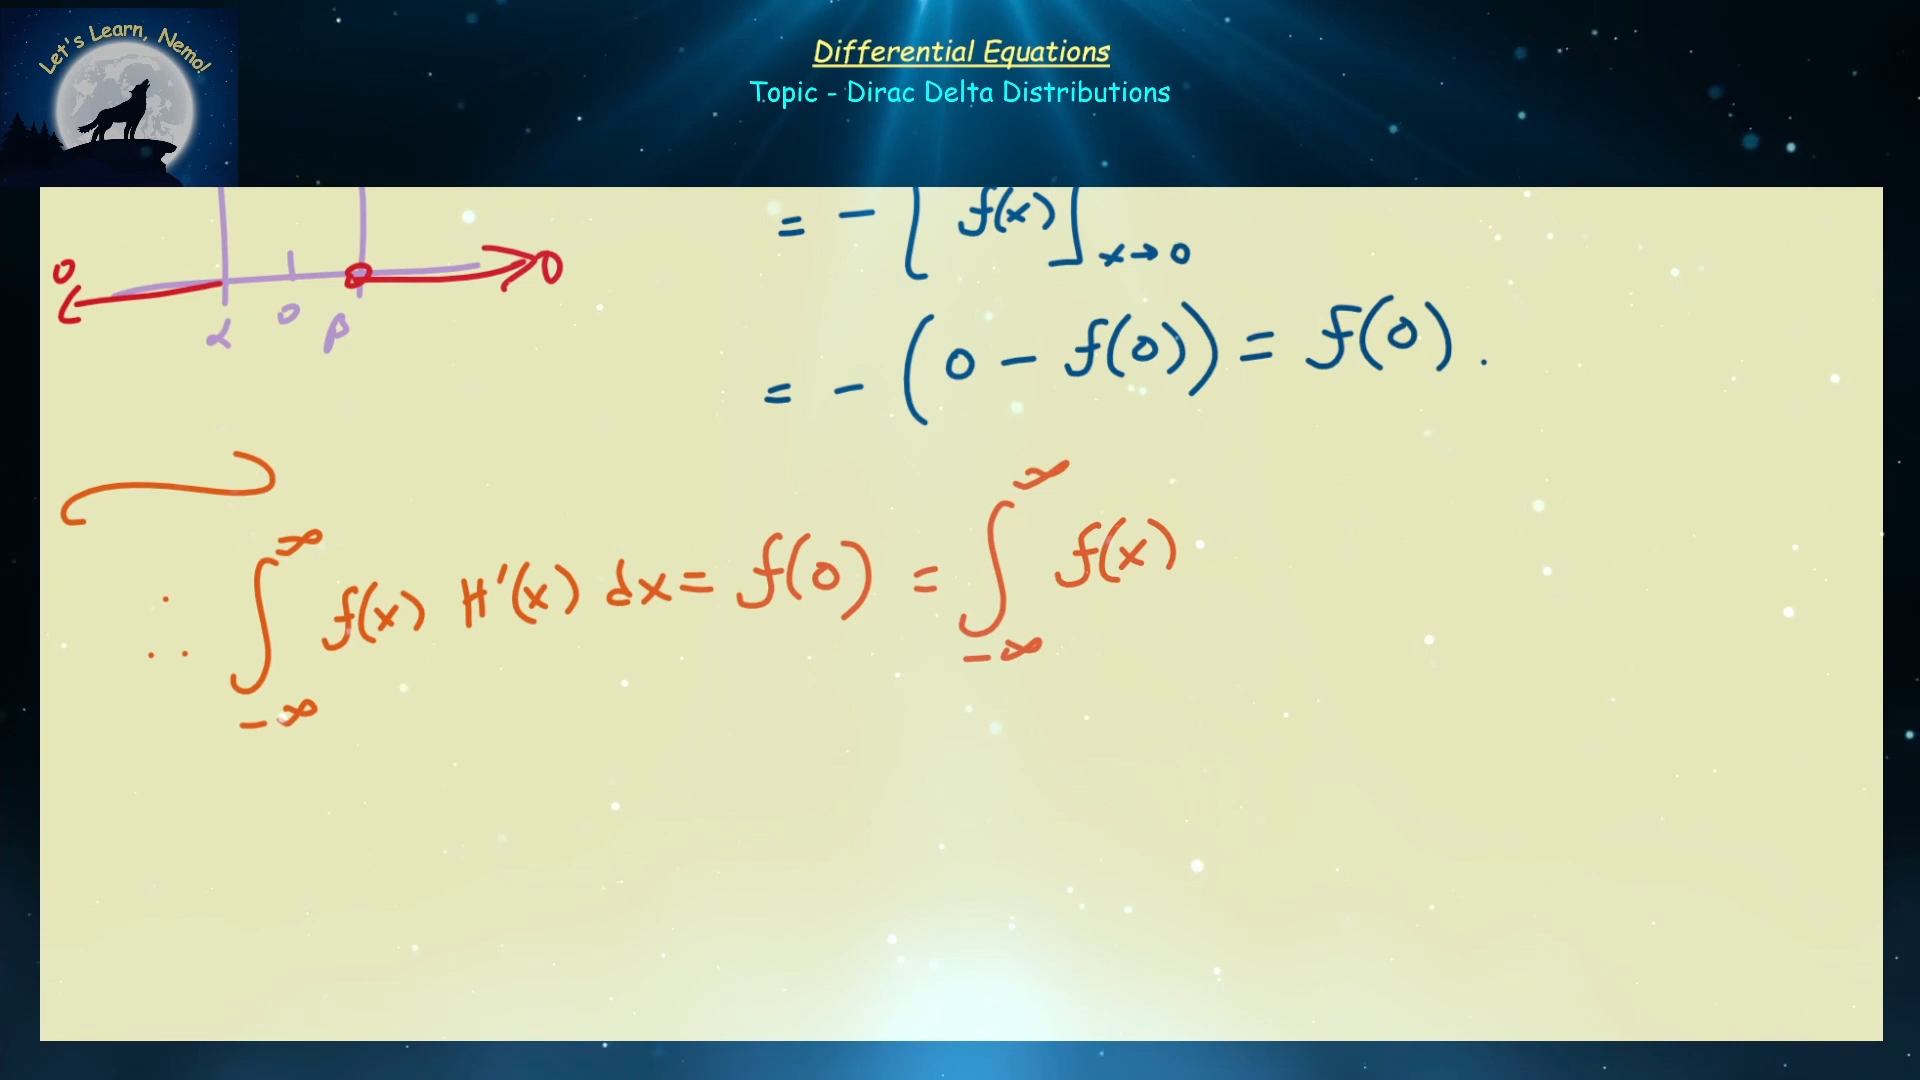 Let's Learn, Nemo!
Differential Equations
Topic - Dirac Delta Distributions
= - [ f(x) ] x→0
0 0
α 0 β
= - (0 - f(0)) = f(0).
∴ ∫_{-∞}^{∞} f(x) H'(x) dx = f(0) = ∫_{-∞}^{∞} f(x)